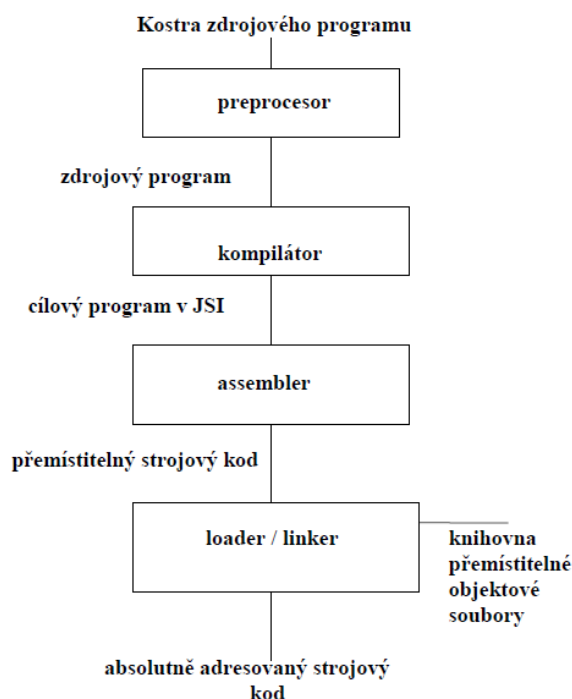 Kostra zdrojového programu
preprocesor
zdrojový program
kompilátor
cílový program v JSI
assembler
přemístitelný strojový kod
loader / linker
knihovna
přemístitelné
objektové
soubory
absolutně adresovaný strojový
kod